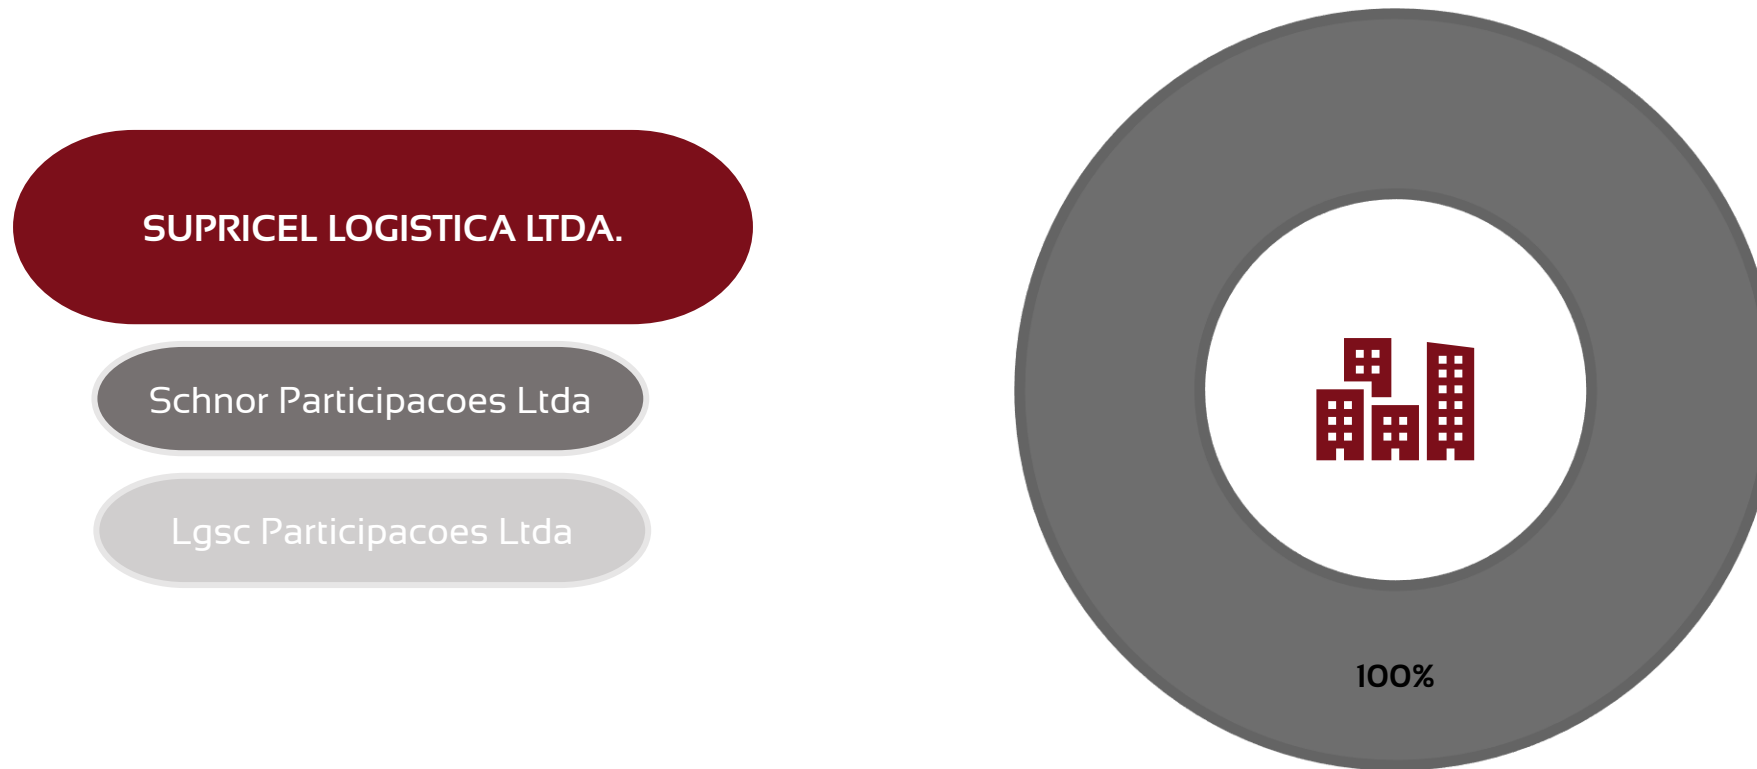 SUPRICEL LOGISTICA LTDA.
Schnor Participacoes Ltda
Lgsc Participacoes Ltda
100%